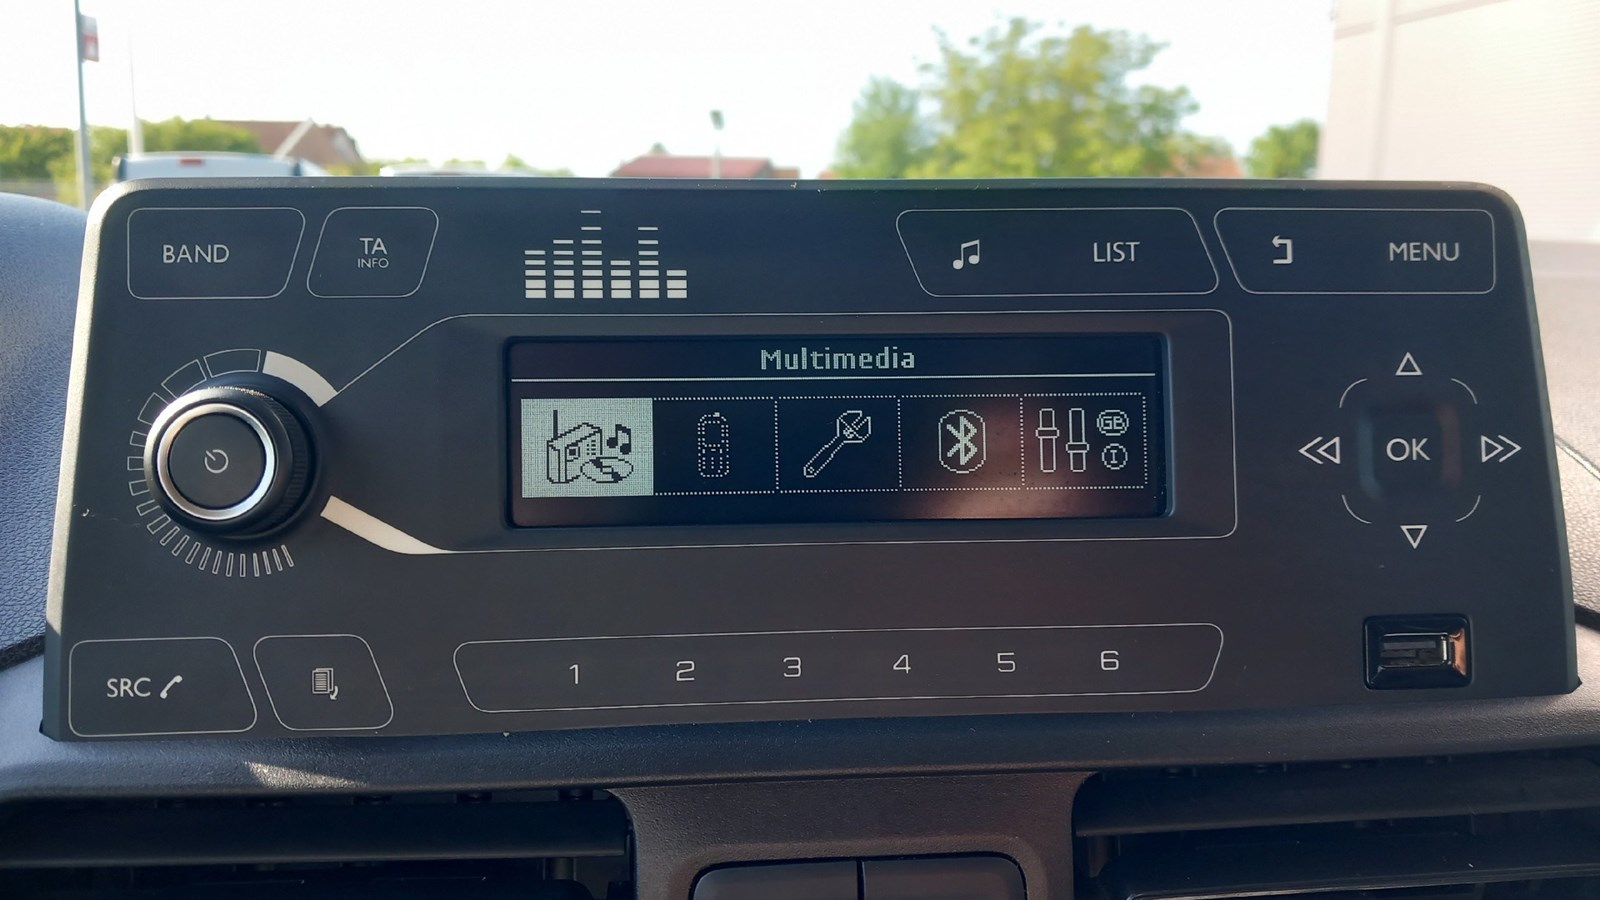 BAND
TA
INFO
LIST
MENU
Multimedia
GB
I
OK
SRC
1 2 3 4 5 6